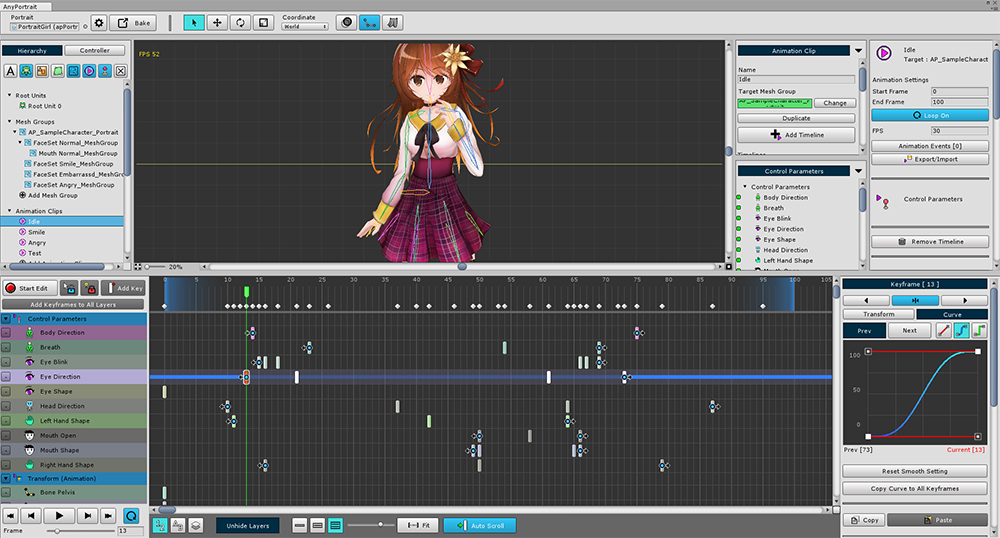 AnyPortrait
Portrait
PortraitGirl (apPortr
Bake
Coordinate
World
Hierarchy
Controller
Root Units
Root Unit 0
Mesh Groups
AP_SampleCharacter_Portrait
FaceSet Normal_MeshGroup
Mouth Normal_MeshGroup
FaceSet Smile_MeshGroup
FaceSet Embarrassd_MeshGrou
FaceSet Angry_MeshGroup
Add Mesh Group
Animation Clips
Idle
Smile
Angry
Test
FPS 52
20%
Animation Clip
Name
Idle
Target Mesh Group
Change
Duplicate
Add Timeline
Timelines
Control Parameters
Control Parameters
Body Direction
Breath
Eye Blink
Eye Direction
Eye Shape
Head Direction
Left Hand Shape
Idle
Target : AP_SampleCharact
Animation Settings
Start Frame 0
End Frame 100
Loop On
FPS 30
Animation Events [0]
Export/Import
Control Parameters
Remove Timeline
Start Edit
Add Key
Add Keyframes to All Layers
Control Parameters
Body Direction
Breath
Eye Blink
Eye Direction
Eye Shape
Head Direction
Left Hand Shape
Mouth Open
Mouth Shape
Right Hand Shape
Transform (Animation)
Bone Pelvis
Frame 13
0 5 10 15 20 25 30 35 40 45 50 55 60 65 70 75 80 85 90 95 100 105
Unhide Layers
Fit
Auto Scroll
Keyframe [ 13 ]
Transform
Curve
Prev
Next
100
50
0
Prev [73]
Current [13]
Reset Smooth Setting
Copy Curve to All Keyframes
Copy
Paste